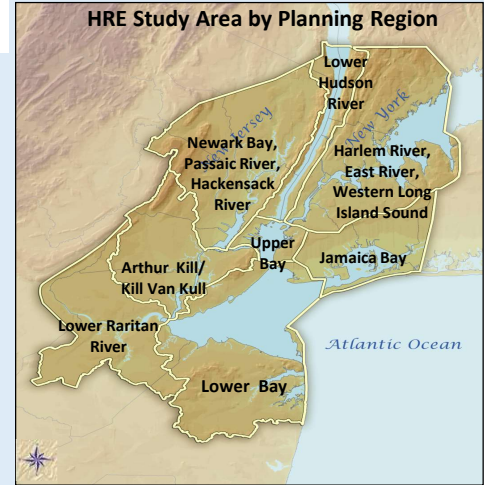 HRE Study Area by Planning Region
Lower
Hudson
River
New Jersey
New York
Newark Bay,
Passaic River,
Hackensack
River
Harlem River,
East River,
Western Long
Island Sound
Upper
Bay
Jamaica Bay
Arthur Kill/
Kill Van Kull
Lower Raritan
River
Atlantic Ocean
Lower Bay